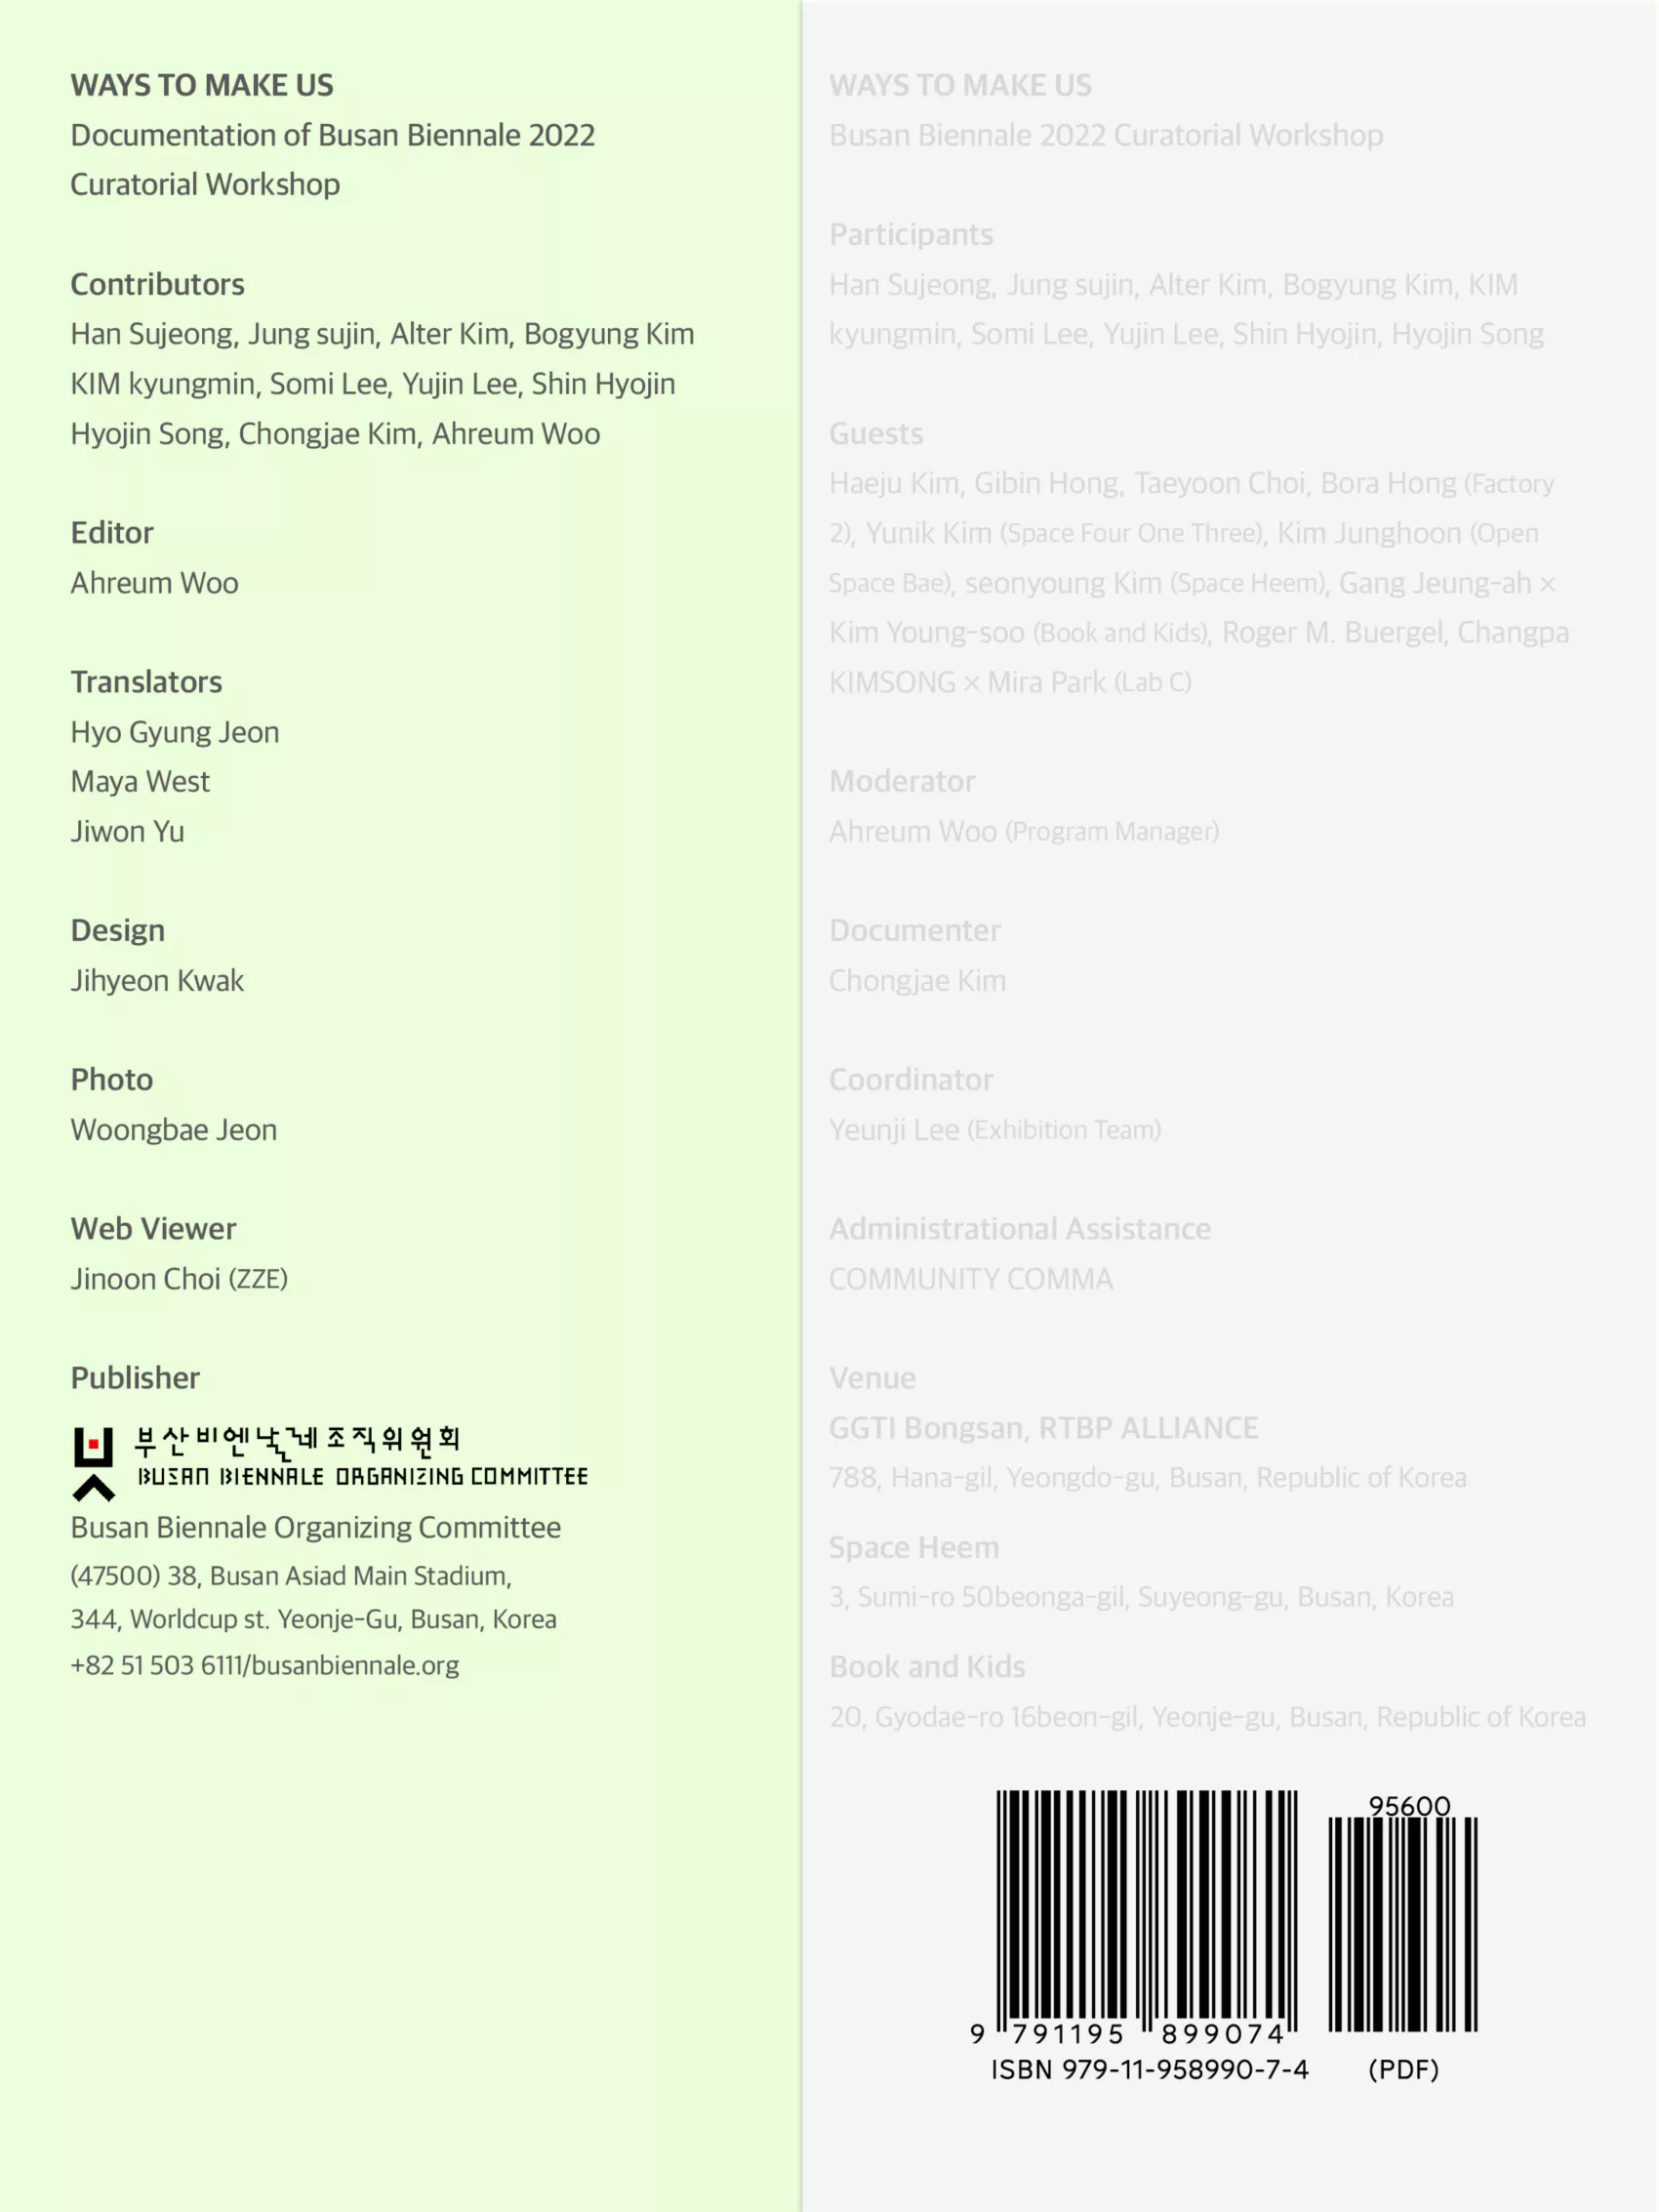 WAYS TO MAKE US
Documentation of Busan Biennale 2022
Curatorial Workshop
Contributors
Han Sujeong, Jung sujin, Alter Kim, Bogyung Kim
KIM kyungmin, Somi Lee, Yujin Lee, Shin Hyojin
Hyojin Song, Chongjae Kim, Ahreum Woo
Editor
Ahreum Woo
Translators
Hyo Gyung Jeon
Maya West
Jiwon Yu
Design
Jihyeon Kwak
Photo
Woongbae Jeon
Web Viewer
Jinoon Choi (ZZE)
Publisher
부산비엔날레조직위원회
BUSAN BIENNALE ORGANIZING COMMITTEE
Busan Biennale Organizing Committee
(47500) 38, Busan Asiad Main Stadium,
344, Worldcup st. Yeonje-Gu, Busan, Korea
+82 51 503 6111/busanbiennale.org
WAYS TO MAKE US
Busan Biennale 2022 Curatorial Workshop
Participants
Han Sujeong, Jung sujin, Alter Kim, Bogyung Kim, KIM
kyungmin, Somi Lee, Yujin Lee, Shin Hyojin, Hyojin Song
Guests
Haeju Kim, Gibin Hong, Taeyoon Choi, Bora Hong (Factory
2), Yunik Kim (Space Four One Three), Kim Junghoon (Open
Space Bae), seonyoung Kim (Space Heem), Gang Jeung-ah ×
Kim Young-soo (Book and Kids), Roger M. Buergel, Changpa
KIMSONG × Mira Park (Lab C)
Moderator
Ahreum Woo (Program Manager)
Documenter
Chongjae Kim
Coordinator
Yeunji Lee (Exhibition Team)
Administrational Assistance
COMMUNITY COMMA
Venue
GGTI Bongsan, RTBP ALLIANCE
788, Hana-gil, Yeongdo-gu, Busan, Republic of Korea
Space Heem
3, Sumi-ro 50beonga-gil, Suyeong-gu, Busan, Korea
Book and Kids
20, Gyodae-ro 16beon-gil, Yeonje-gu, Busan, Republic of Korea
95600
9 791195 899074
ISBN 979-11-958990-7-4 (PDF)